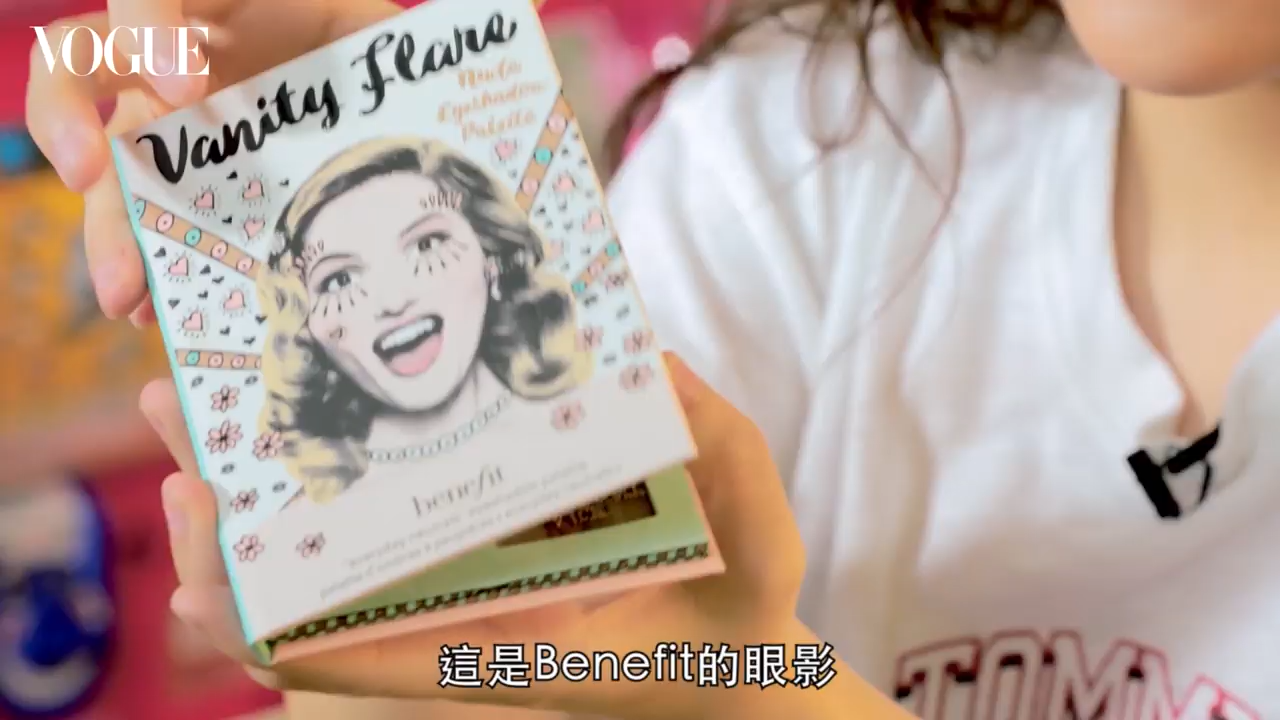 VOGUE
Vanity Flare
Nude
Eyeshadow
Palette
benefit
這是Benefit的眼影
TOMM